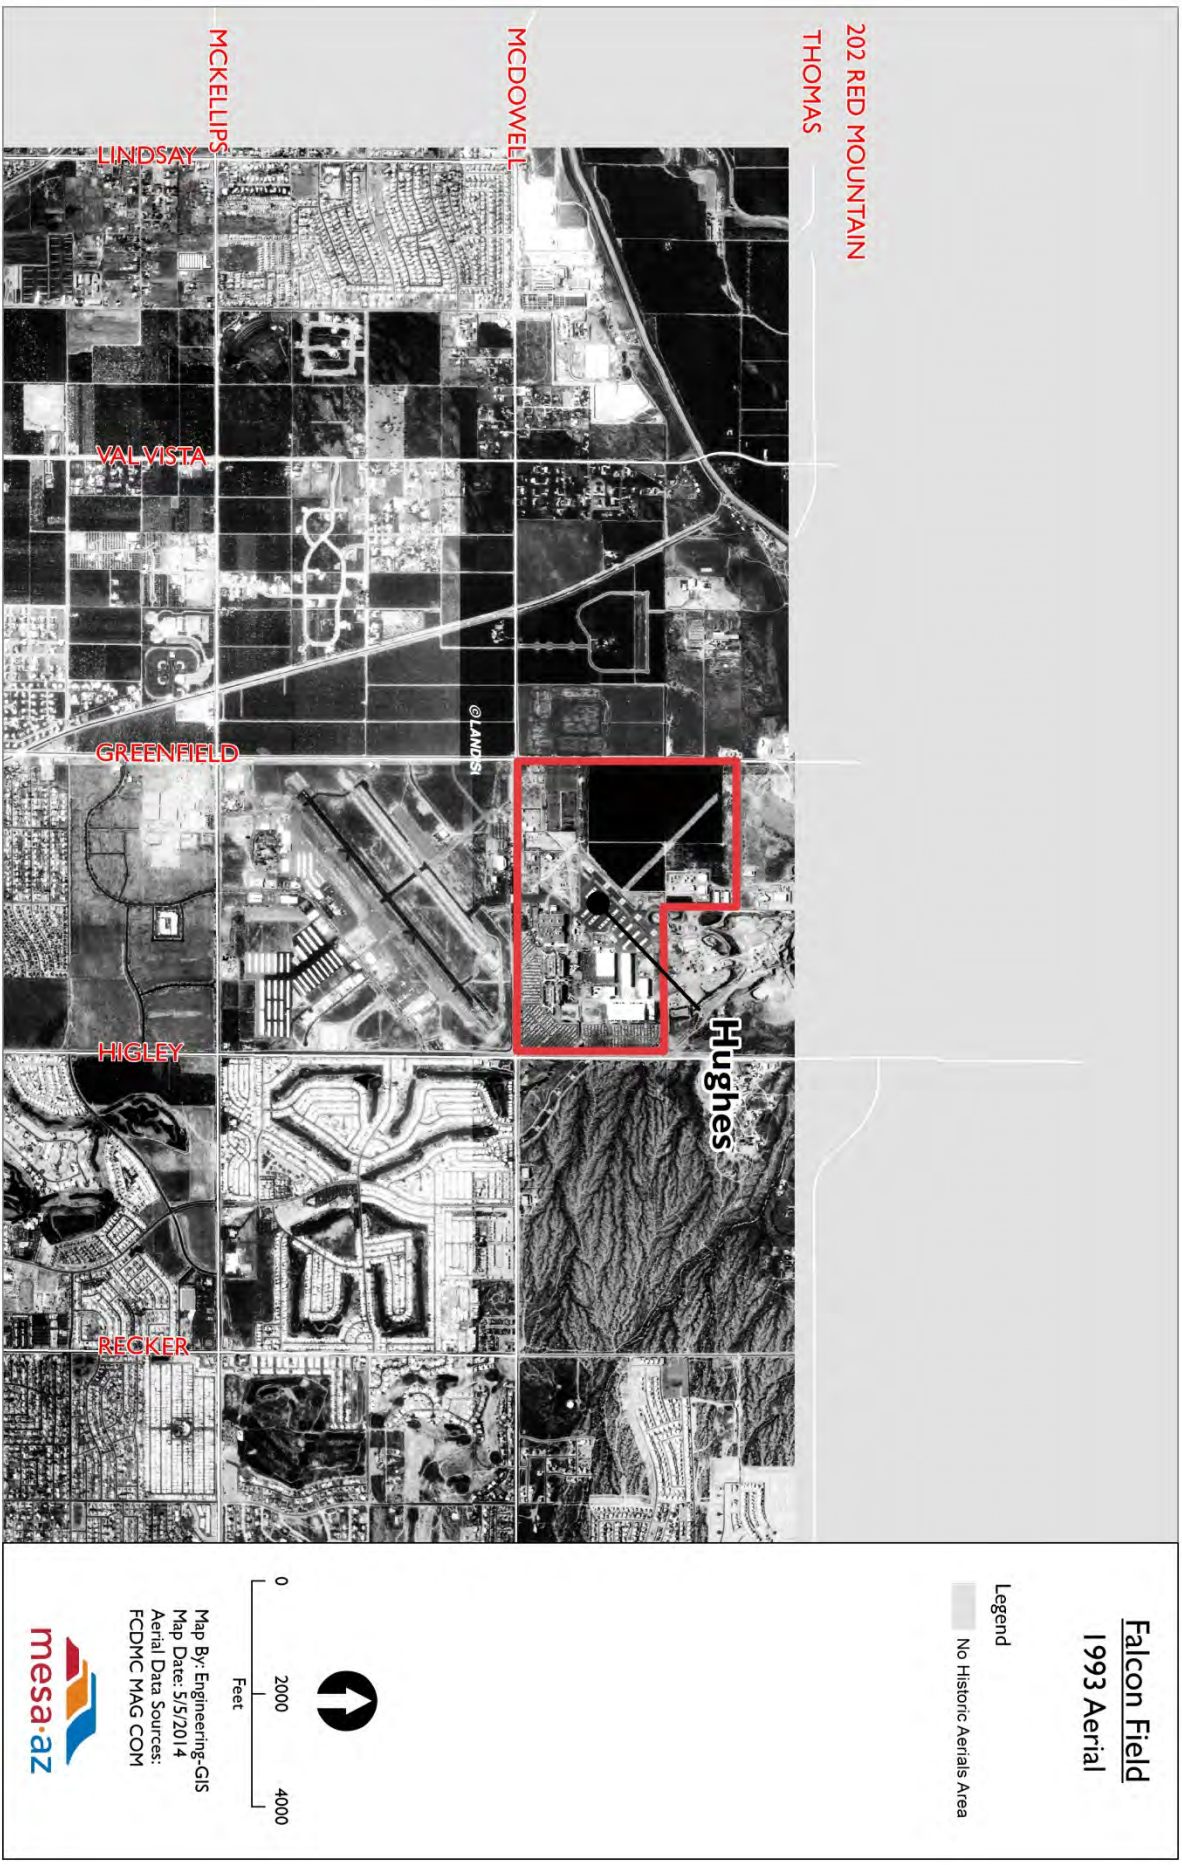 202 RED MOUNTAIN
THOMAS
MCDOWELL
MCKELLIPS
LINDSAY
VAL VISTA
GREENFIELD
HIGLEY
RECKER
© LANDIS
Hughes
Falcon Field
1993 Aerial
Legend
No Historic Aerials Area
0 2000 4000
Feet
Map By: Engineering-GIS
Map Date: 5/5/2014
Aerial Data Sources:
FCDMC MAG COM
mesa·az